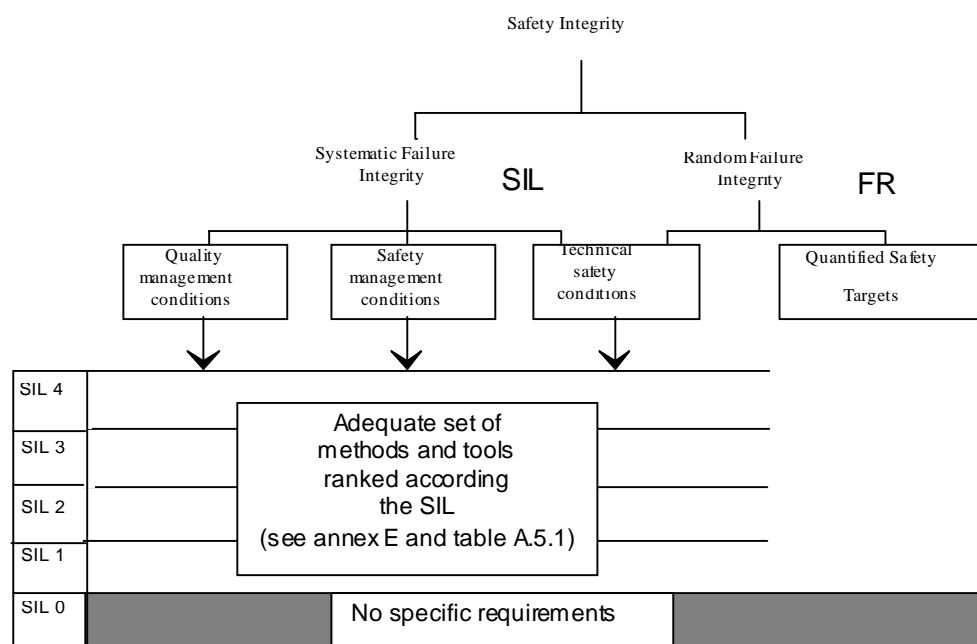 Safety Integrity
Systematic Failure
Integrity
SIL
Random Failure
Integrity
FR
Quality
management
conditions
Safety
management
conditions
Technical
safety
conditions
Quantified Safety
Targets
SIL 4
SIL 3
SIL 2
SIL 1
SIL 0
Adequate set of
methods and tools
ranked according
the SIL
(see annex E and table A.5.1)
No specific requirements